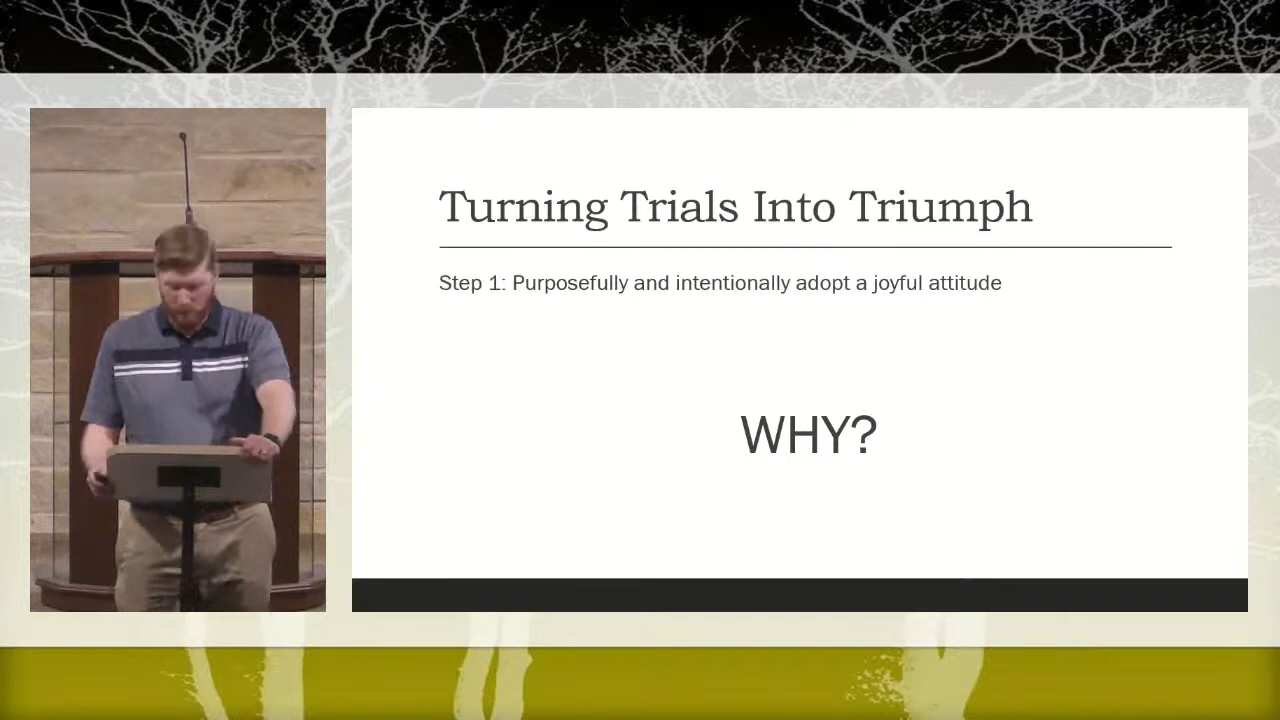 Turning Trials Into Triumph
Step 1: Purposefully and intentionally adopt a joyful attitude
WHY?